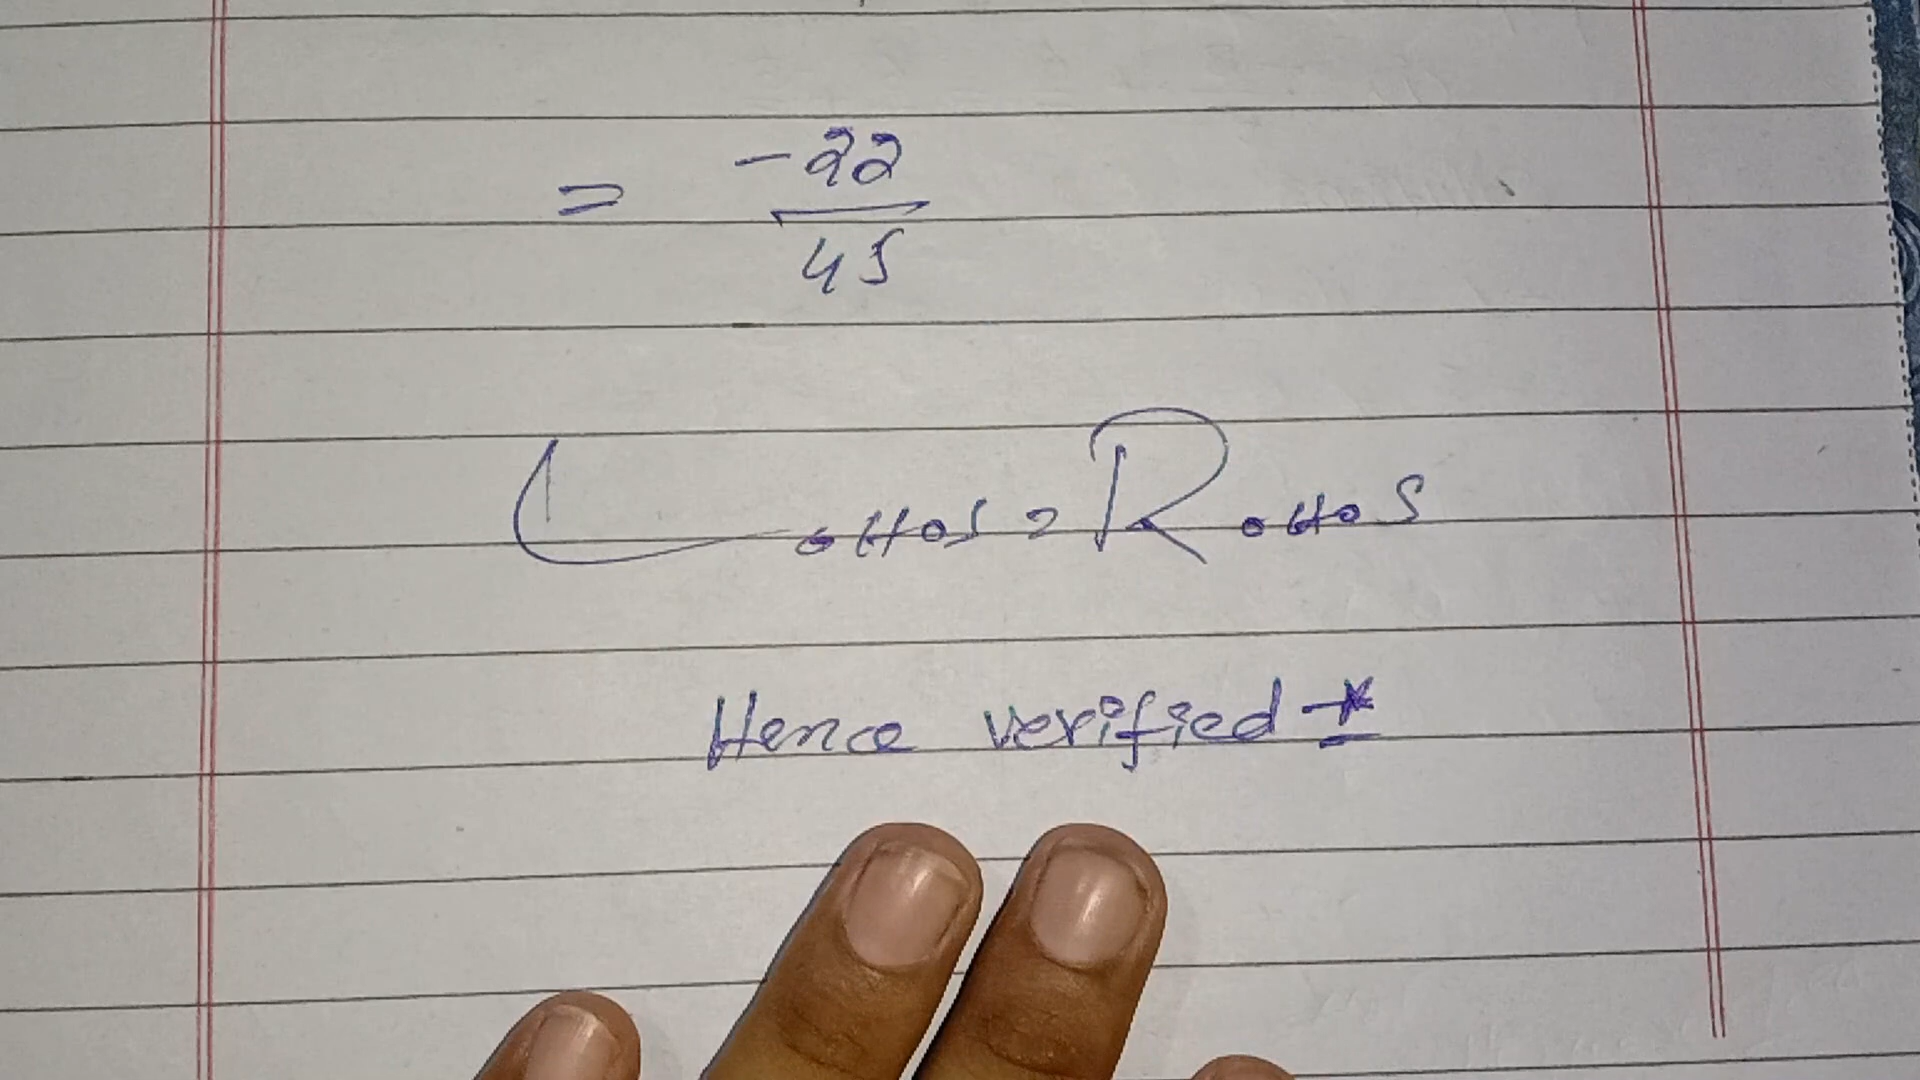 = -22/45
L.H.S = R.H.S
Hence verified